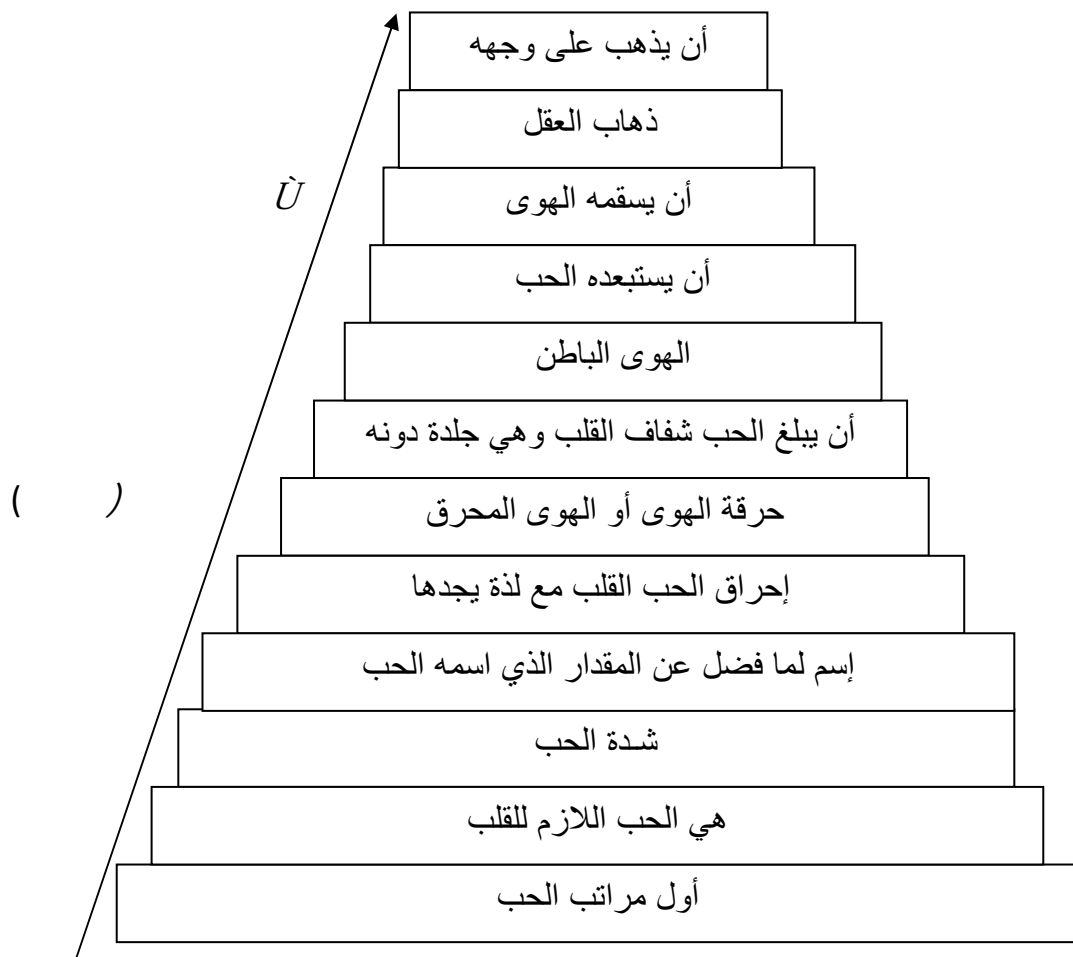 أن يذهب على وجهه
ذهاب العقل
Ù
أن يسقمه الهوى
أن يستبعده الحب
الهوى الباطن
أن يبلغ الحب شفاف القلب وهي جلدة دونه
( )
حرقة الهوى أو الهوى المحرق
إحراق الحب القلب مع لذة يجدها
إسم لما فضل عن المقدار الذي اسمه الحب
شدة الحب
هي الحب اللازم للقلب
أول مراتب الحب